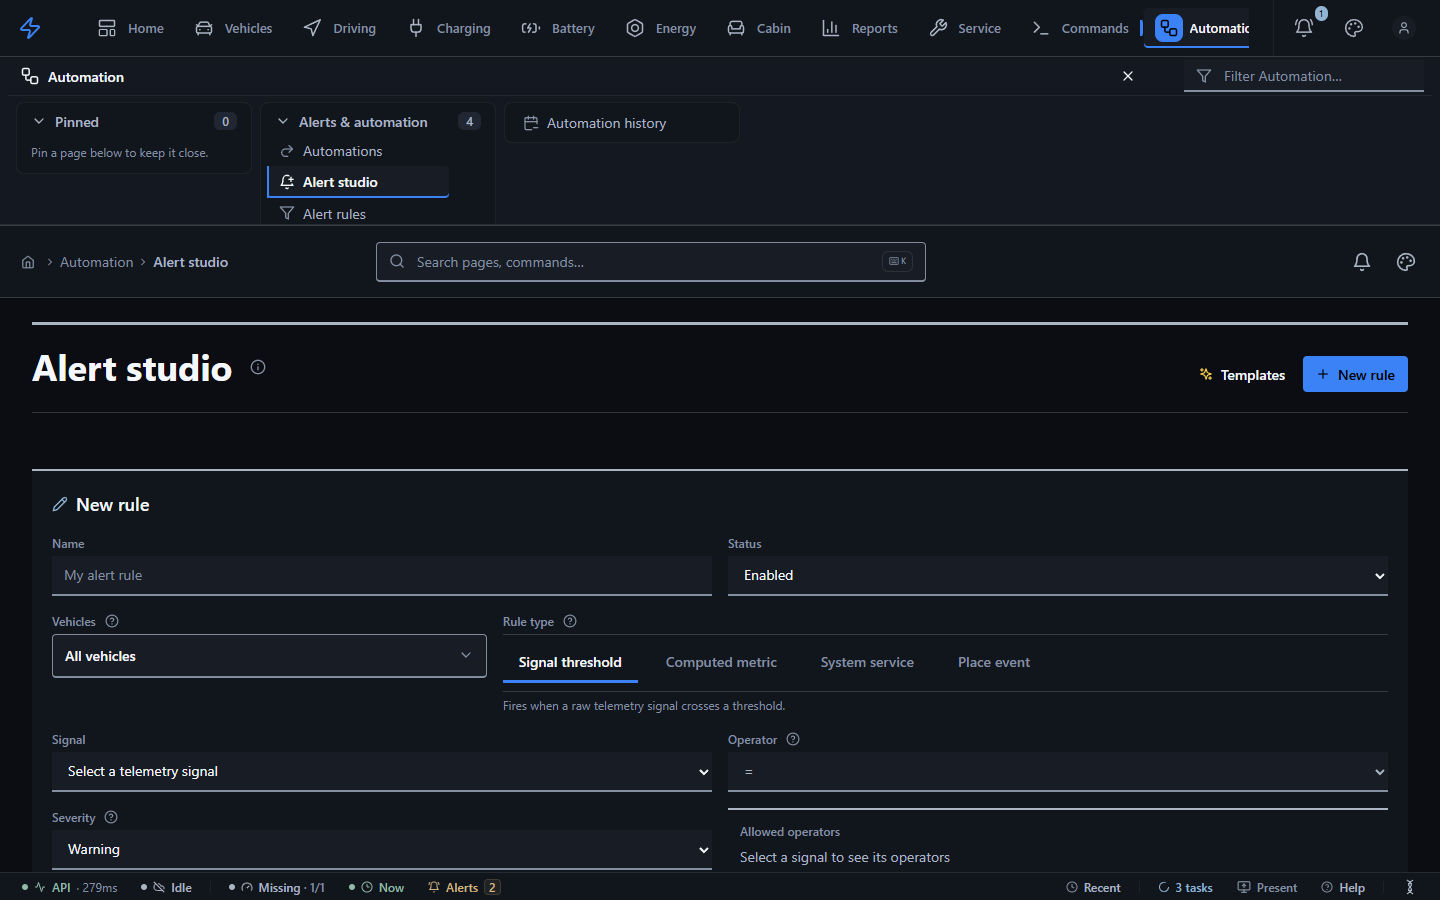 Home
Vehicles
Driving
Charging
Battery
Energy
Cabin
Reports
Service
Commands
Automatic
1
Automation
Filter Automation...
Pinned
0
Pin a page below to keep it close.
Alerts & automation
4
Automations
Alert studio
Alert rules
Automation history
Automation
Alert studio
Search pages, commands...
K
Alert studio
Templates
New rule
New rule
Name
My alert rule
Status
Enabled
Vehicles
All vehicles
Rule type
Signal threshold
Computed metric
System service
Place event
Fires when a raw telemetry signal crosses a threshold.
Signal
Select a telemetry signal
Operator
=
Severity
Warning
Allowed operators
Select a signal to see its operators
API · 279ms
Idle
Missing · 1/1
Now
Alerts 2
Recent
3 tasks
Present
Help